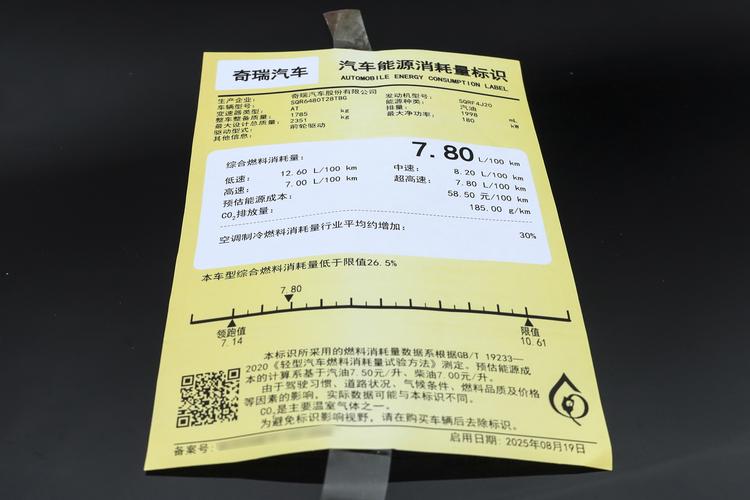 奇瑞汽车
汽车能源消耗量标识
AUTOMOBILE ENERGY CONSUMPTION LABEL
生产企业： 奇瑞汽车股份有限公司
车辆型号： SQR6480T28TBG 发动机型号： SQRF4J20
变速器类型： AT 能源种类： 汽油
整车整备质量： 1785 kg 排量： 1998 mL
最大设计总质量： 2351 kg 最大净功率： 180 kW
驱动型式： 前轮驱动
其他信息：
综合燃料消耗量： 7.80 L/100 km
低速： 12.60 L/100 km 中速： 8.20 L/100 km
高速： 7.00 L/100 km 超高速： 7.80 L/100 km
预估能源成本： 58.50 元/100 km
CO₂排放量： 185.00 g/km
空调制冷燃料消耗量行业平均约增加： 30%
本车型综合燃料消耗量低于限值26.5%
7.80
领跑值 限值
7.14 10.61
本标识所采用的燃料消耗量数据系根据GB/T 19233—
2020《轻型汽车燃料消耗量试验方法》测定。预估能源成
本的计算系基于汽油7.50元/升、柴油7.00元/升。
由于驾驶习惯、道路状况、气候条件、燃料品质及价格
等因素的影响，实际数据可能与本标识不同。
CO₂是主要温室气体之一。
为避免标识影响视野，请在购买车辆后去除标识。
备案号：
启用日期：2025年08月19日